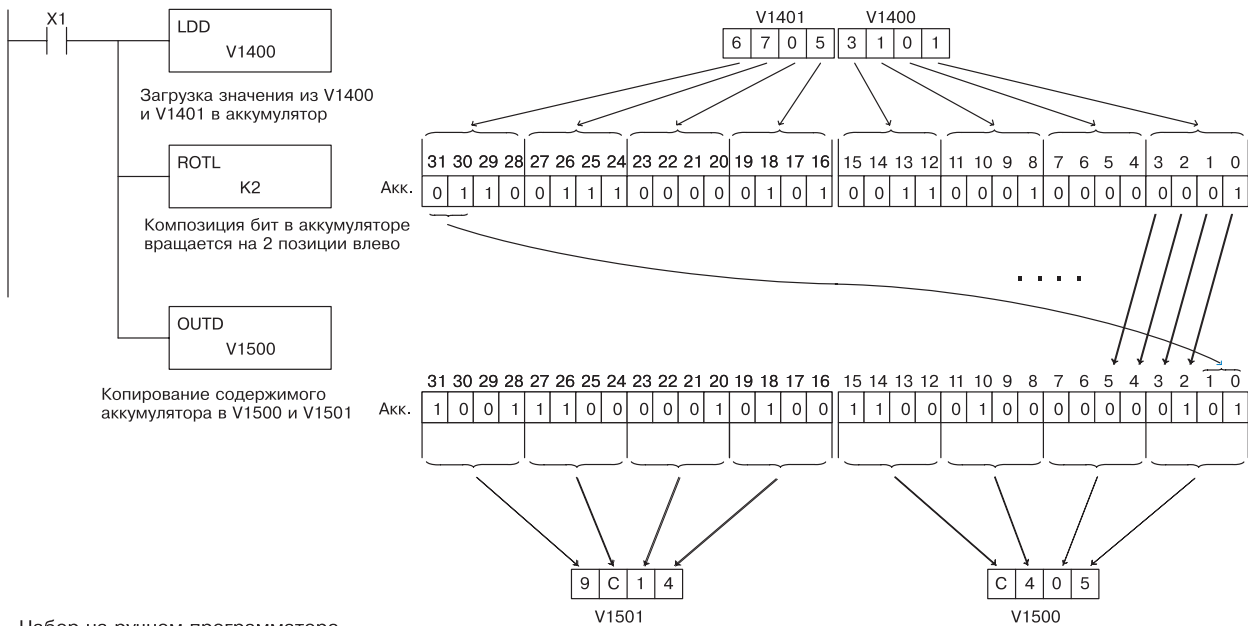 X1
LDD
V1400
Загрузка значения из V1400
и V1401 в аккумулятор
ROTL
K2
Композиция бит в аккумуляторе
вращается на 2 позиции влево
OUTD
V1500
Копирование содержимого
аккумулятора в V1500 и V1501
V1401 V1400
6 7 0 5 3 1 0 1
31 30 29 28 27 26 25 24 23 22 21 20 19 18 17 16 15 14 13 12 11 10 9 8 7 6 5 4 3 2 1 0
Акк. 0 1 1 0 0 1 1 1 0 0 0 0 0 1 0 1 0 0 1 1 0 0 0 1 0 0 0 0 0 0 0 1
. . . .
31 30 29 28 27 26 25 24 23 22 21 20 19 18 17 16 15 14 13 12 11 10 9 8 7 6 5 4 3 2 1 0
Акк. 1 0 0 1 1 1 0 0 0 0 0 1 0 1 0 0 1 1 0 0 0 1 0 0 0 0 0 0 0 1 0 1
9 C 1 4 C 4 0 5
V1501 V1500
Набор на ручном программаторе